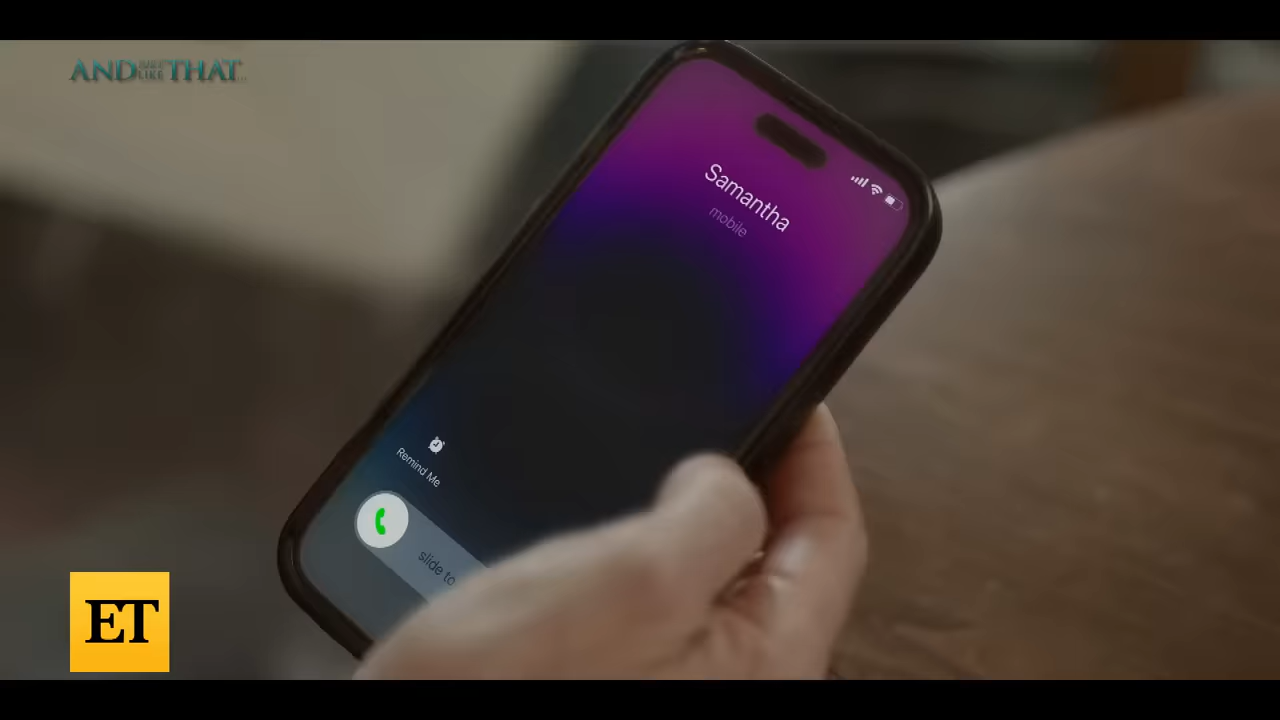 AND JUST LIKE THAT...
Samantha
mobile
Remind Me
slide to
ET